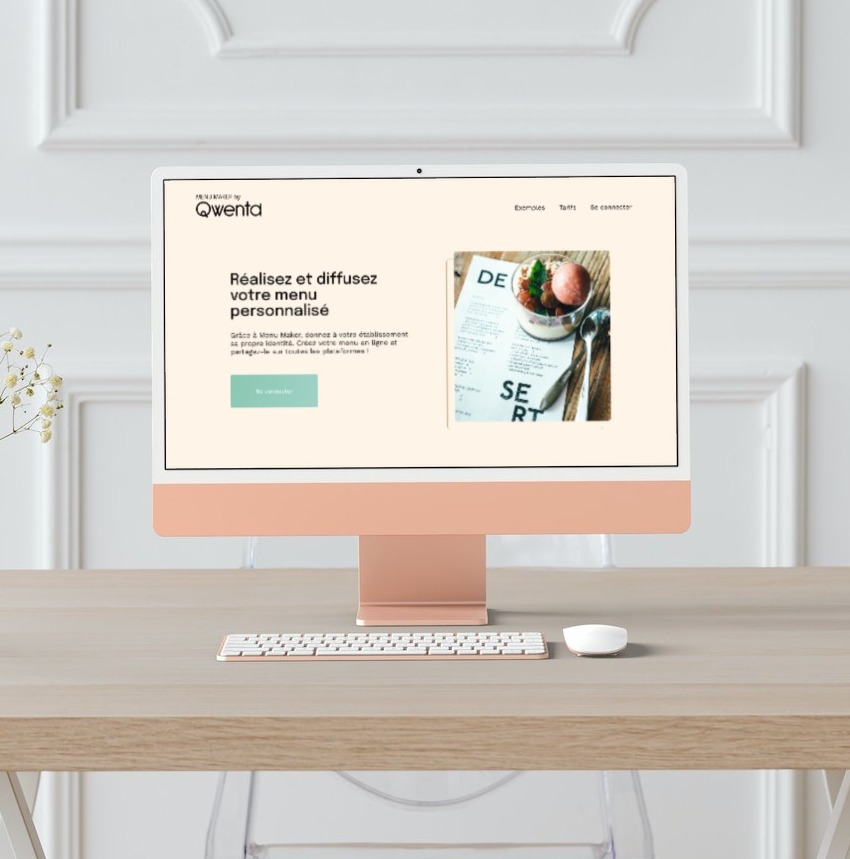 MENU MAKER by
Qwenta
Exemples Tarifs Se connecter
Réalisez et diffusez
votre menu
personnalisé
Grâce à Menu Maker, donnez à votre établissement
sa propre identité. Créez votre menu en ligne et
partagez-le sur toutes les plateformes !
Se connecter
DE
SE
RT